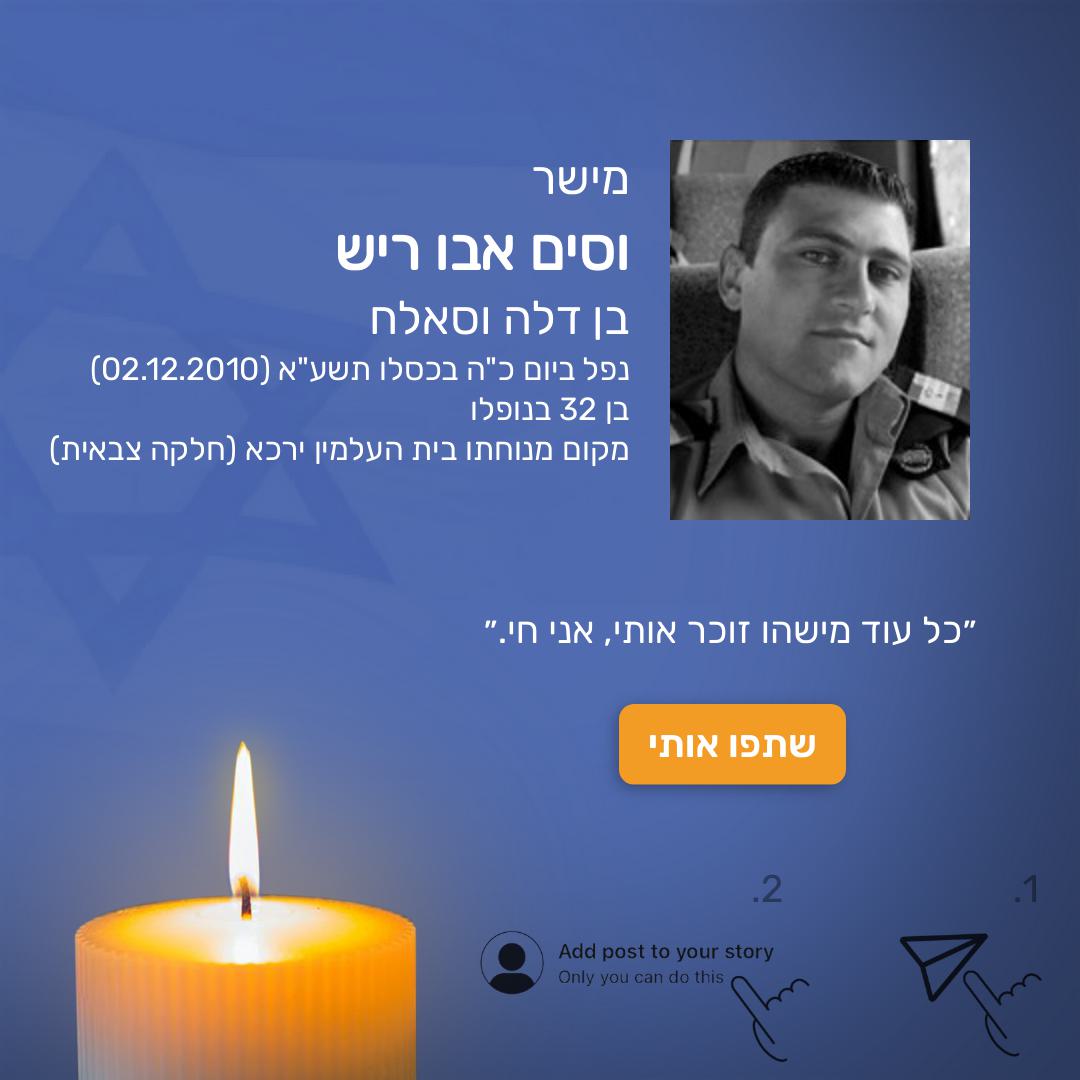 מישר
וסים אבו ריש
בן דלה וסאלח
נפל ביום כ"ה בכסלו תשע"א (02.12.2010)
בן 32 בנופלו
מקום מנוחתו בית העלמין ירכא (חלקה צבאית)
״כל עוד מישהו זוכר אותי, אני חי.״
שתפו אותי
.1
.2
Add post to your story
Only you can do this